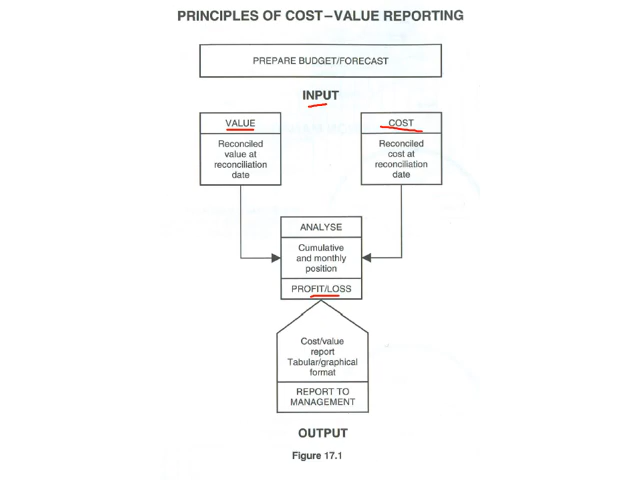 PRINCIPLES OF COST-VALUE REPORTING
PREPARE BUDGET/FORECAST
INPUT
VALUE
Reconciled
value at
reconciliation
date
COST
Reconciled
cost at
reconciliation
date
ANALYSE
Cumulative
and monthly
position
PROFIT/LOSS
Cost/value
report
Tabular/graphical
format
REPORT TO
MANAGEMENT
OUTPUT
Figure 17.1